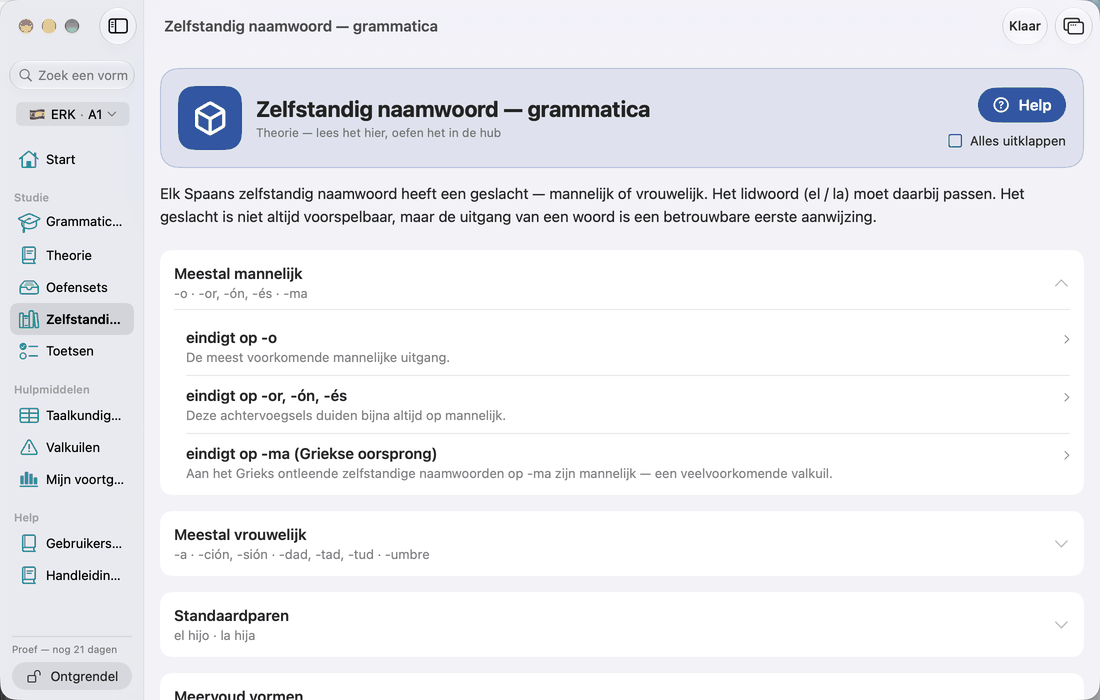 Zelfstandig naamwoord — grammatica
Klaar
Zoek een vorm
ERK · A1
Start
Studie
Grammatic...
Theorie
Oefensets
Zelfstandi...
Toetsen
Hulpmiddelen
Taalkundig...
Valkuilen
Mijn voortg...
Help
Gebruikers...
Handleidin...
Proef — nog 21 dagen
Ontgrendel
Zelfstandig naamwoord — grammatica
Theorie — lees het hier, oefen het in de hub
Help
Alles uitklappen
Elk Spaans zelfstandig naamwoord heeft een geslacht — mannelijk of vrouwelijk. Het lidwoord (el / la) moet daarbij passen. Het
geslacht is niet altijd voorspelbaar, maar de uitgang van een woord is een betrouwbare eerste aanwijzing.
Meestal mannelijk
-o · -or, -ón, -és · -ma
eindigt op -o
De meest voorkomende mannelijke uitgang.
eindigt op -or, -ón, -és
Deze achtervoegsels duiden bijna altijd op mannelijk.
eindigt op -ma (Griekse oorsprong)
Aan het Grieks ontleende zelfstandige naamwoorden op -ma zijn mannelijk — een veelvoorkomende valkuil.
Meestal vrouwelijk
-a · -ción, -sión · -dad, -tad, -tud · -umbre
Standaardparen
el hijo · la hija
Meervoud vormen